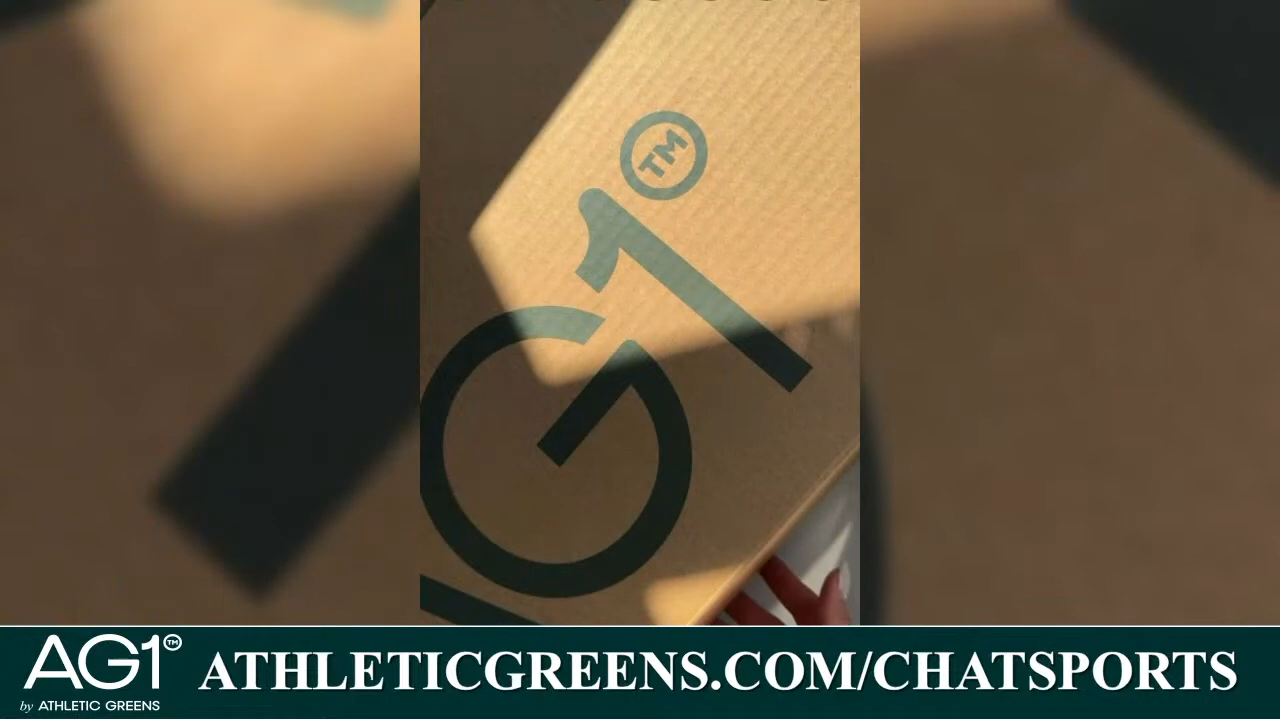 G1™
AG1™
by ATHLETIC GREENS
ATHLETICGREENS.COM/CHATSPORTS